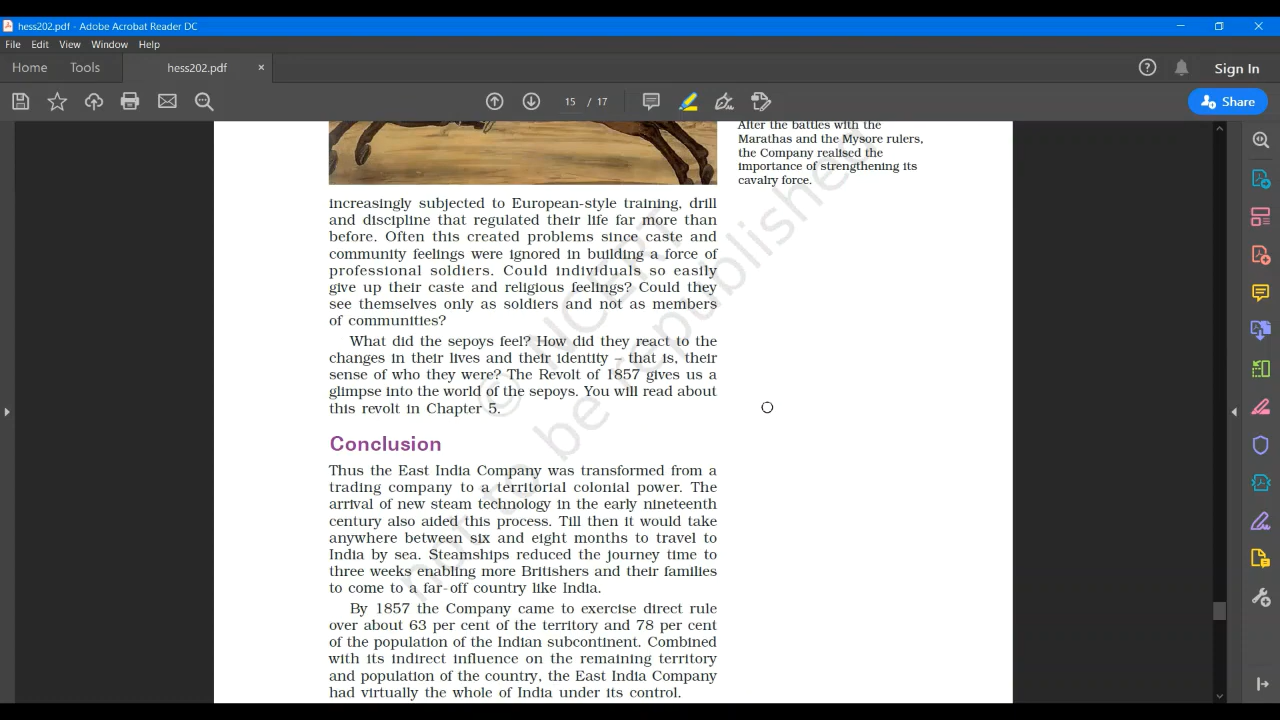 hess202.pdf - Adobe Acrobat Reader DC
File Edit View Window Help
Home Tools hess202.pdf × Sign In
15 / 17 Share
After the battles with the
Marathas and the Mysore rulers,
the Company realised the
importance of strengthening its
cavalry force.
increasingly subjected to European-style training, drill
and discipline that regulated their life far more than
before. Often this created problems since caste and
community feelings were ignored in building a force of
professional soldiers. Could individuals so easily
give up their caste and religious feelings? Could they
see themselves only as soldiers and not as members
of communities?
What did the sepoys feel? How did they react to the
changes in their lives and their identity – that is, their
sense of who they were? The Revolt of 1857 gives us a
glimpse into the world of the sepoys. You will read about
this revolt in Chapter 5.
Conclusion
Thus the East India Company was transformed from a
trading company to a territorial colonial power. The
arrival of new steam technology in the early nineteenth
century also aided this process. Till then it would take
anywhere between six and eight months to travel to
India by sea. Steamships reduced the journey time to
three weeks enabling more Britishers and their families
to come to a far-off country like India.
By 1857 the Company came to exercise direct rule
over about 63 per cent of the territory and 78 per cent
of the population of the Indian subcontinent. Combined
with its indirect influence on the remaining territory
and population of the country, the East India Company
had virtually the whole of India under its control.
© NCERT
not to be republished